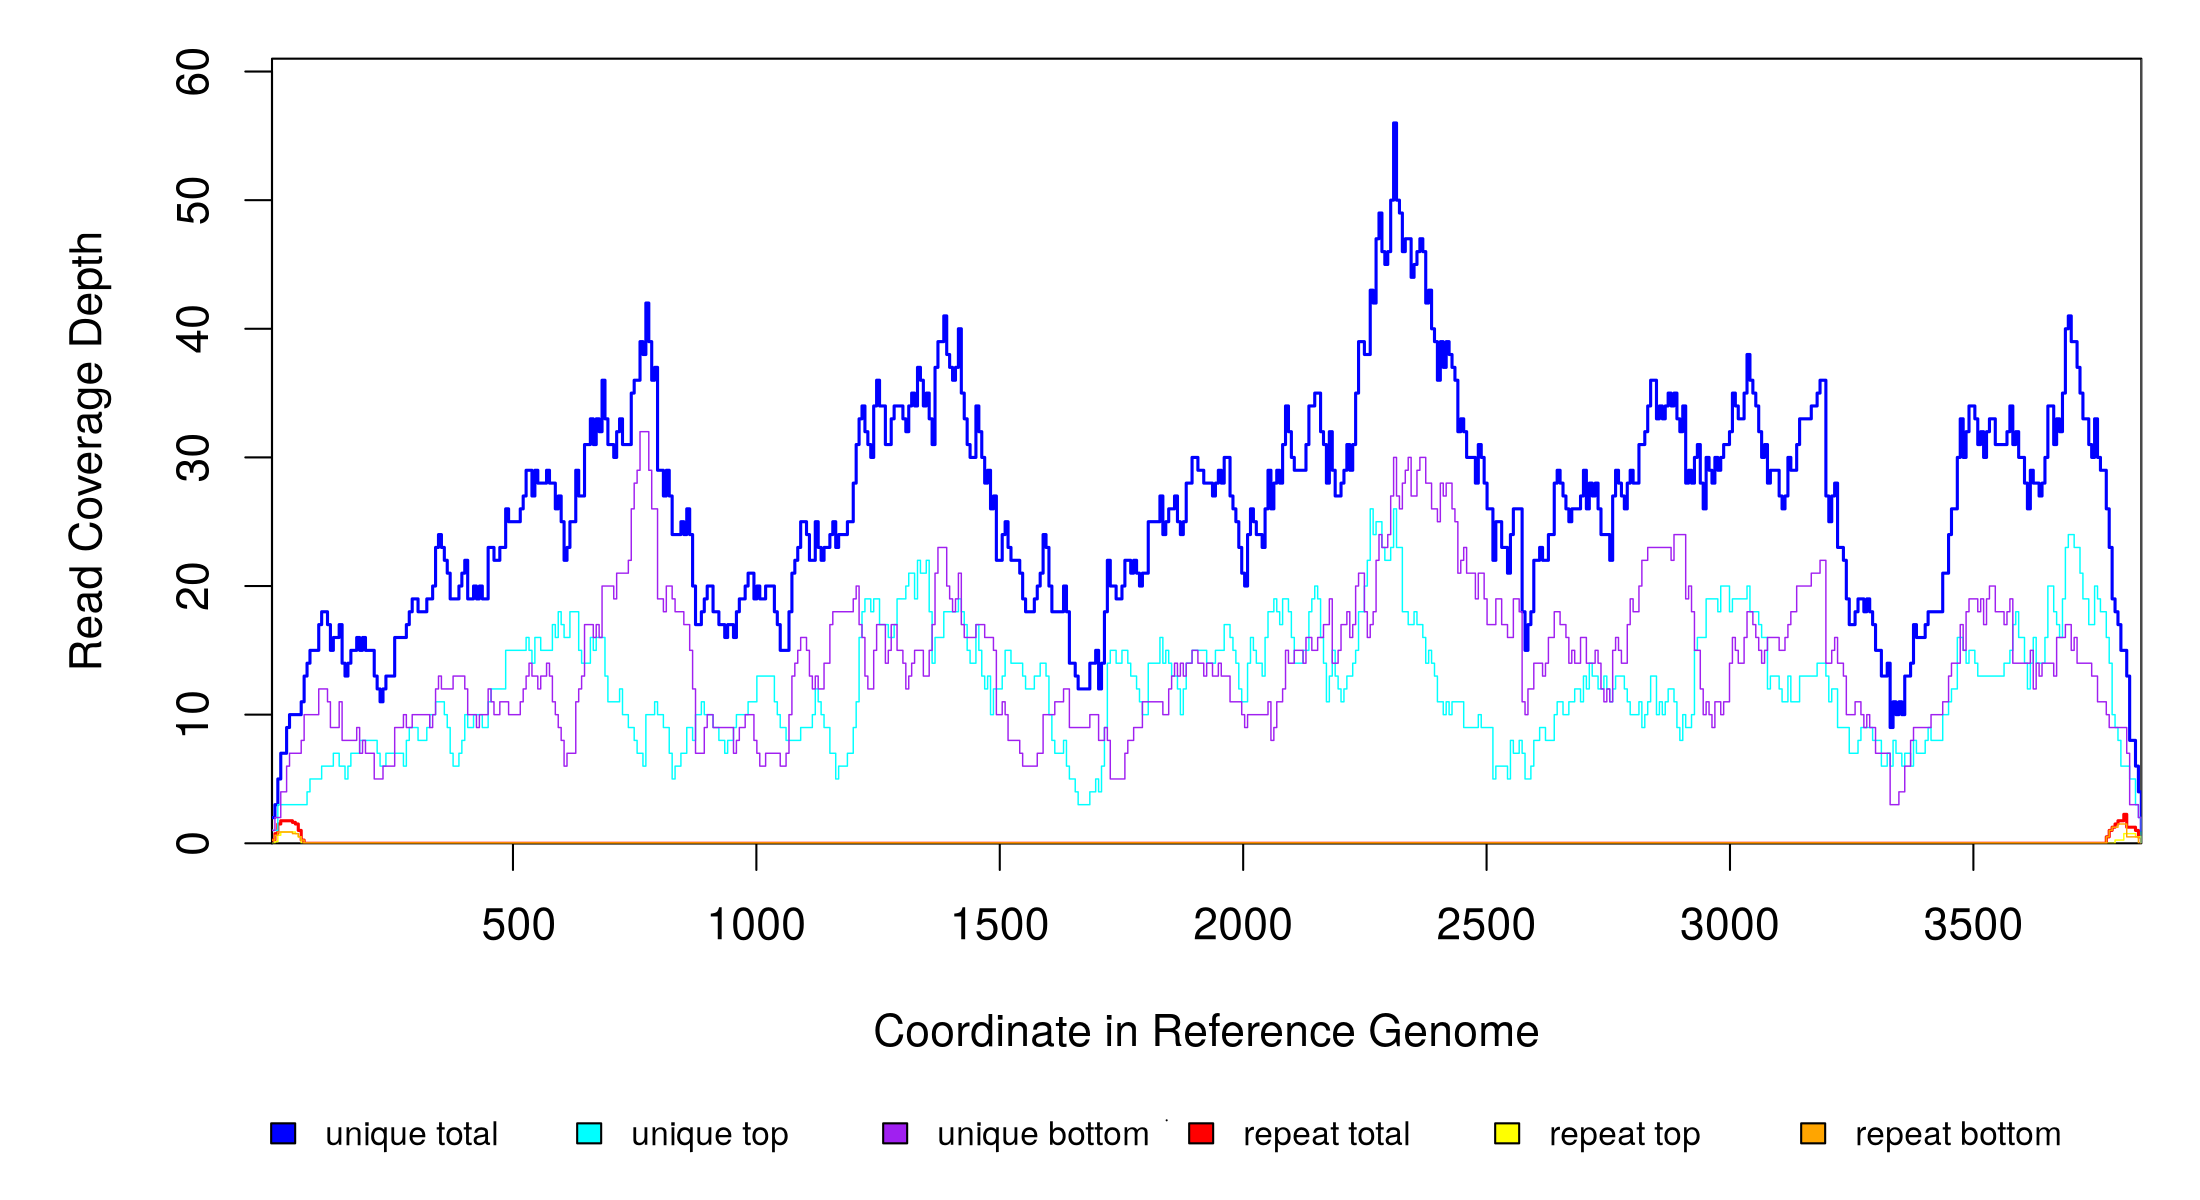 60
50
40
30
20
10
0
Read Coverage Depth
500 1000 1500 2000 2500 3000 3500
Coordinate in Reference Genome
unique total unique top unique bottom repeat total repeat top repeat bottom